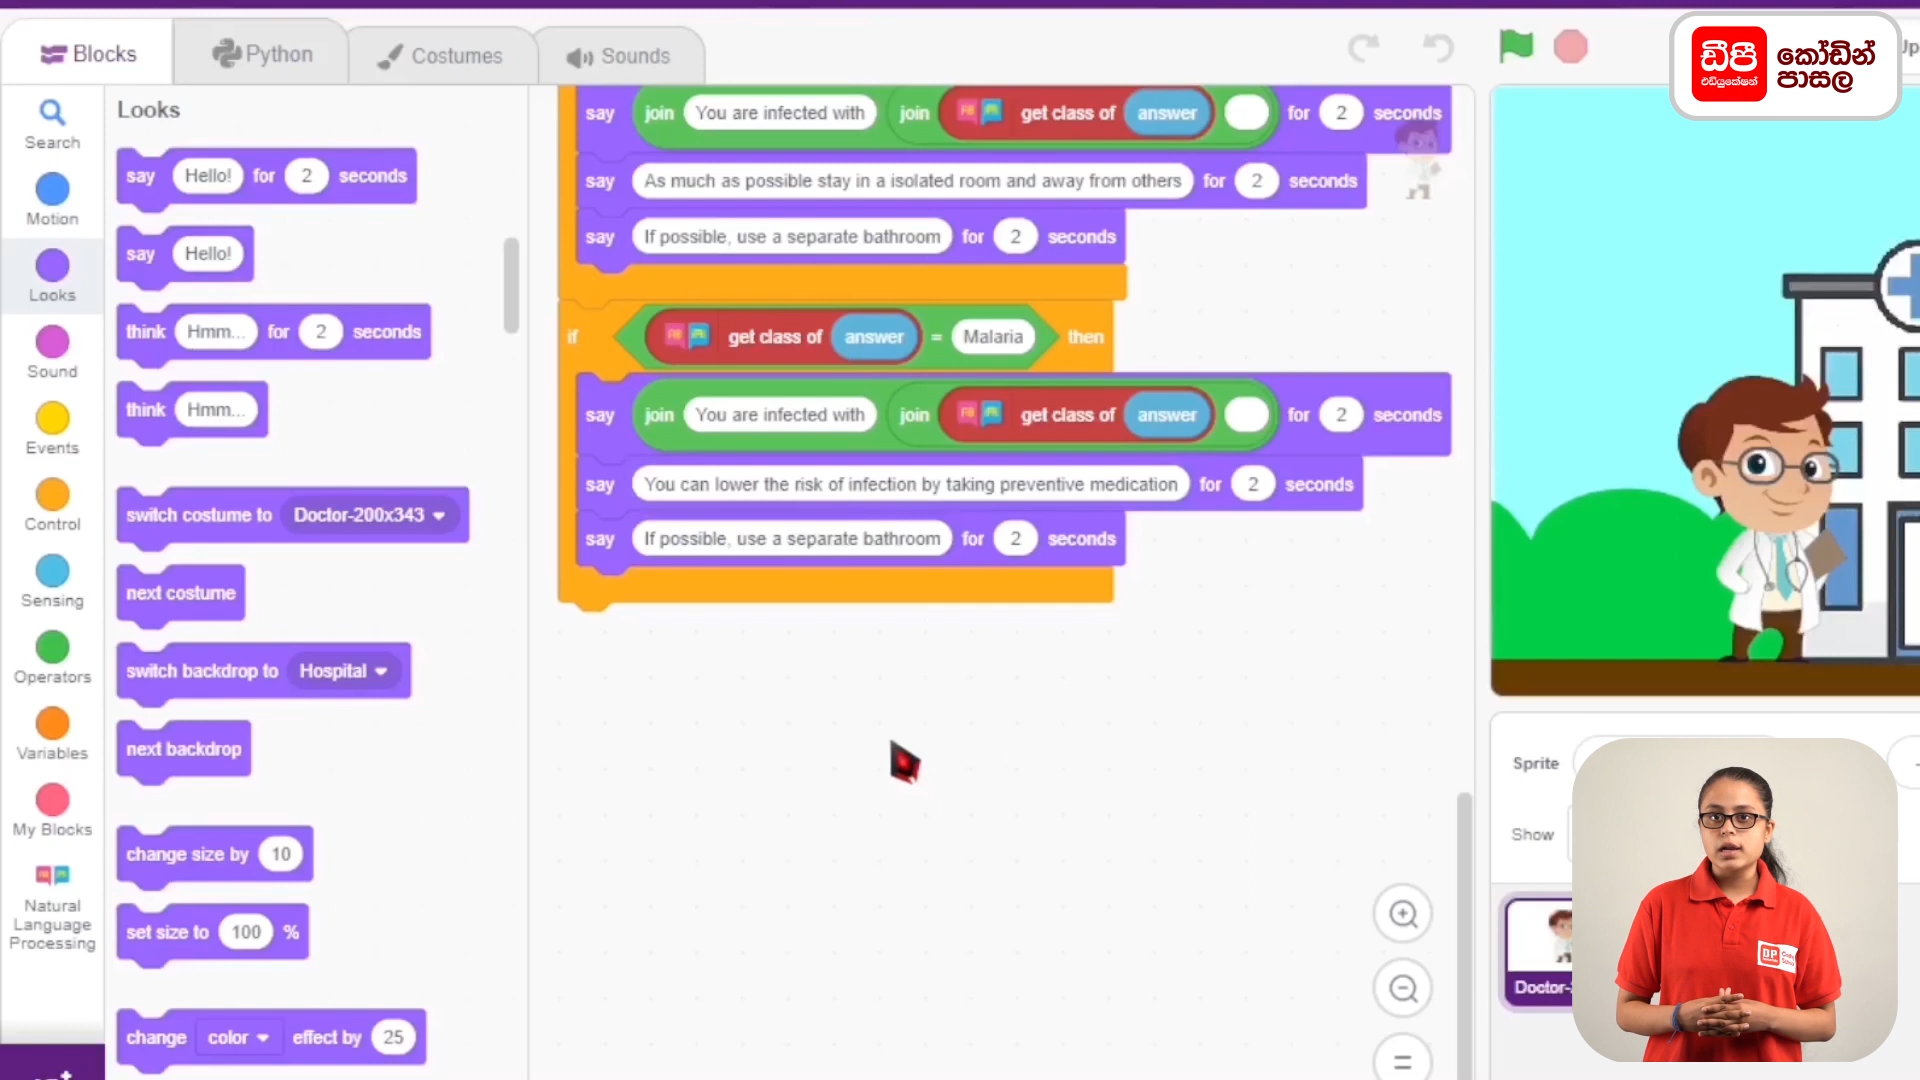 Blocks
Python
Costumes
Sounds
ඩීපී
එඩියුකේෂන්
කෝඩින්
පාසල
Search
Motion
Looks
Sound
Events
Control
Sensing
Operators
Variables
My Blocks
Natural
Language
Processing
Looks
say Hello! for 2 seconds
say Hello!
think Hmm... for 2 seconds
think Hmm...
switch costume to Doctor-200x343
next costume
switch backdrop to Hospital
next backdrop
change size by 10
set size to 100 %
change color effect by 25
say join You are infected with join get class of answer for 2 seconds
say As much as possible stay in a isolated room and away from others for 2 seconds
say If possible, use a separate bathroom for 2 seconds
if get class of answer = Malaria then
say join You are infected with join get class of answer for 2 seconds
say You can lower the risk of infection by taking preventive medication for 2 seconds
say If possible, use a separate bathroom for 2 seconds
Sprite
Show
Doctor-
DP